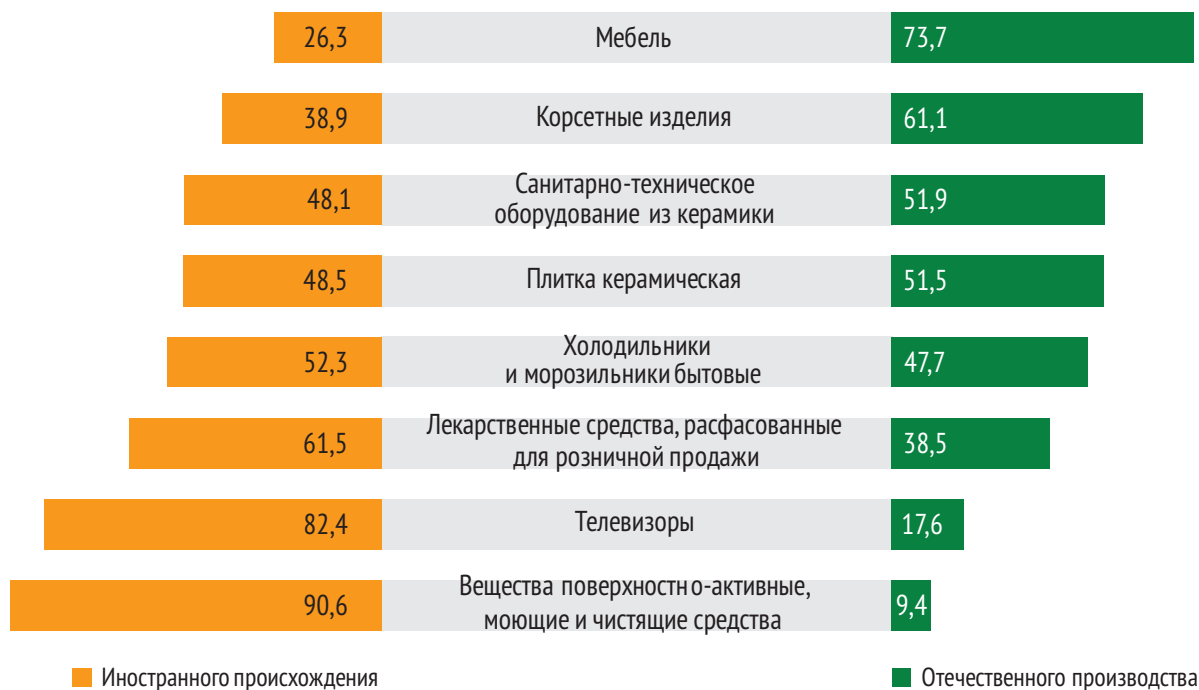 26,3 Мебель 73,7
38,9 Корсетные изделия 61,1
Санитарно-техническое
48,1 оборудование из керамики 51,9
48,5 Плитка керамическая 51,5
Холодильники
52,3 и морозильники бытовые 47,7
Лекарственные средства, расфасованные
61,5 для розничной продажи 38,5
82,4 Телевизоры 17,6
Вещества поверхностно-активные,
90,6 моющие и чистящие средства 9,4
Иностранного происхождения Отечественного производства